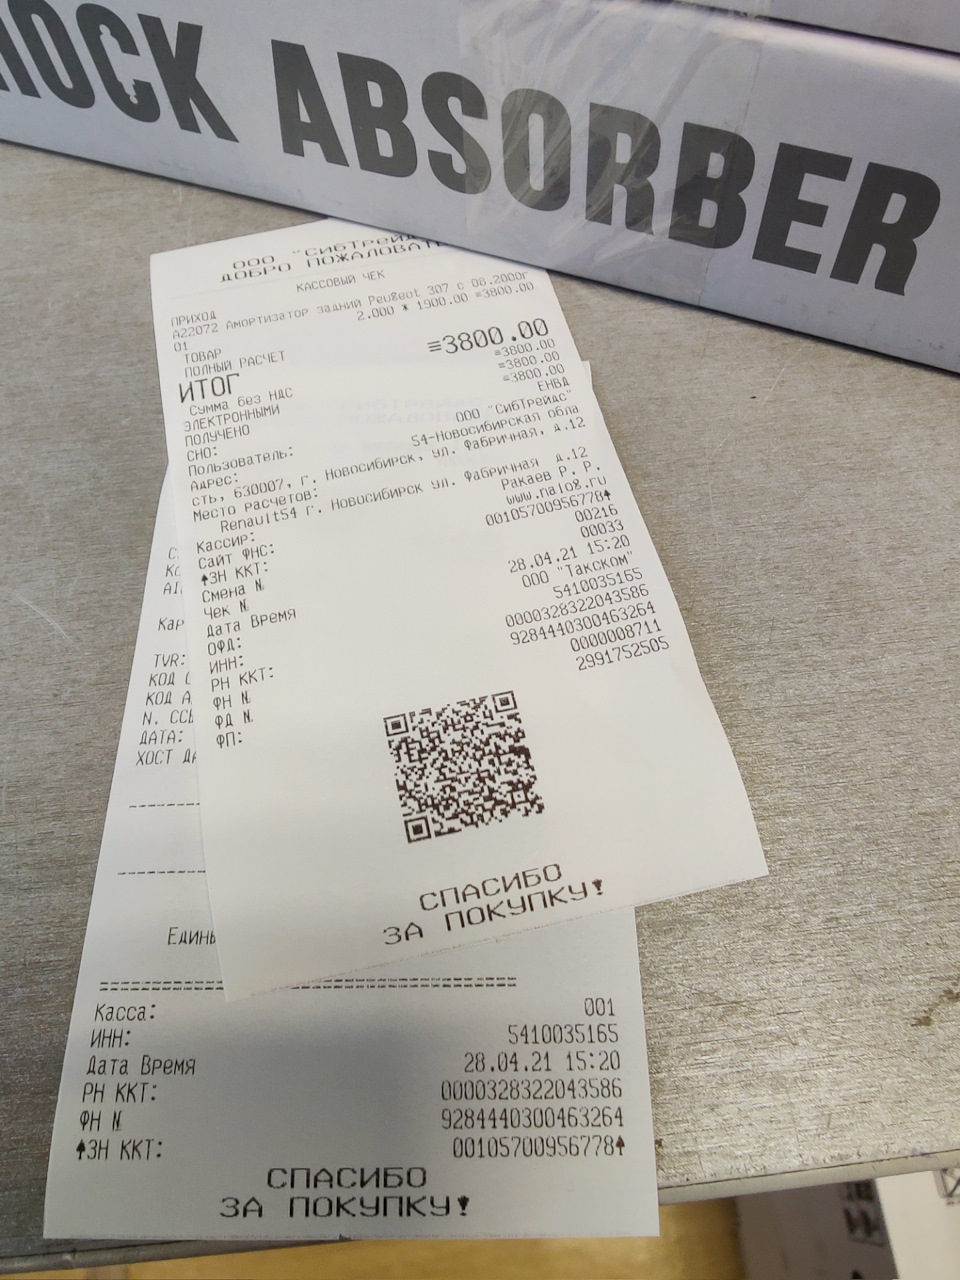 HOCK ABSORBER
ООО "СИБТРЕЙДС
ДОБРО ПОЖАЛОВАТЬ
КАССОВЫЙ ЧЕК
ПРИХОД
A22072 Амортизатор задний Peugeot 307 с 08.2000г
01 2.000 * 1900.00 ≡3800.00
ТОВАР
ПОЛНЫЙ РАСЧЕТ
ИТОГ ≡3800.00
Сумма без НДС ≡3800.00
ЭЛЕКТРОННЫМИ ≡3800.00
ПОЛУЧЕНО ≡3800.00
СНО: ЕНВД
Пользователь: ООО "СибТрейдс"
Адрес: 54-Новосибирская обла
сть, 630007, г. Новосибирск, ул. Фабричная, д.12
Место расчетов:
Renault54 г. Новосибирск ул. Фабричная д.12
Кассир: Ракаев Р. Р.
Сайт ФНС: www.nalog.ru
↑ЗН ККТ: 00105700956778↑
Смена N 00216
Чек N 00033
Дата Время 28.04.21 15:20
ОФД: ООО "Такском"
ИНН: 5410035165
РН ККТ: 0000328322043586
ФН N 9284440300463264
ФД N 0000008711
ФП: 2991752505
СПАСИБО
ЗА ПОКУПКУ!
Кар
TVR:
КОД
КОД А
N. ССЫ
ДАТА:
ХОСТ ДА
Едины
Касса: 001
ИНН: 5410035165
Дата Время 28.04.21 15:20
РН ККТ: 0000328322043586
ФН N 9284440300463264
↑ЗН ККТ: 00105700956778↑
СПАСИБО
ЗА ПОКУПКУ!